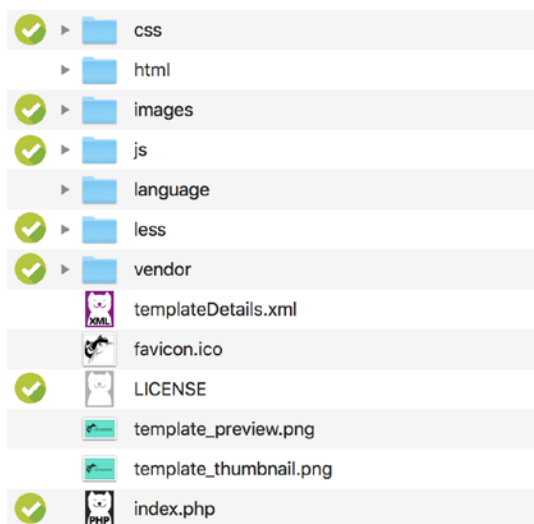 css
html
images
js
language
less
vendor
XML
templateDetails.xml
favicon.ico
LICENSE
template_preview.png
template_thumbnail.png
PHP
index.php